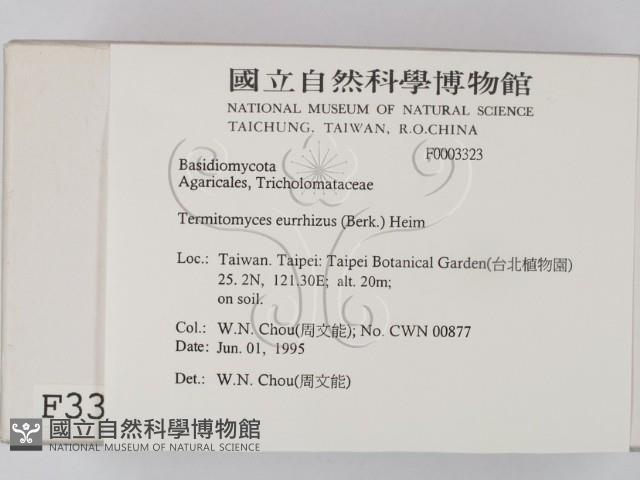 國立自然科學博物館
NATIONAL MUSEUM OF NATURAL SCIENCE
TAICHUNG, TAIWAN, R.O.CHINA
F0003323
Basidiomycota
Agaricales, Tricholomataceae
Termitomyces eurrhizus (Berk.) Heim
Loc.: Taiwan. Taipei: Taipei Botanical Garden(台北植物園)
25. 2N, 121.30E; alt. 20m;
on soil.
Col.: W.N. Chou(周文能); No. CWN 00877
Date: Jun. 01, 1995
Det.: W.N. Chou(周文能)
F33
國立自然科學博物館
NATIONAL MUSEUM OF NATURAL SCIENCE